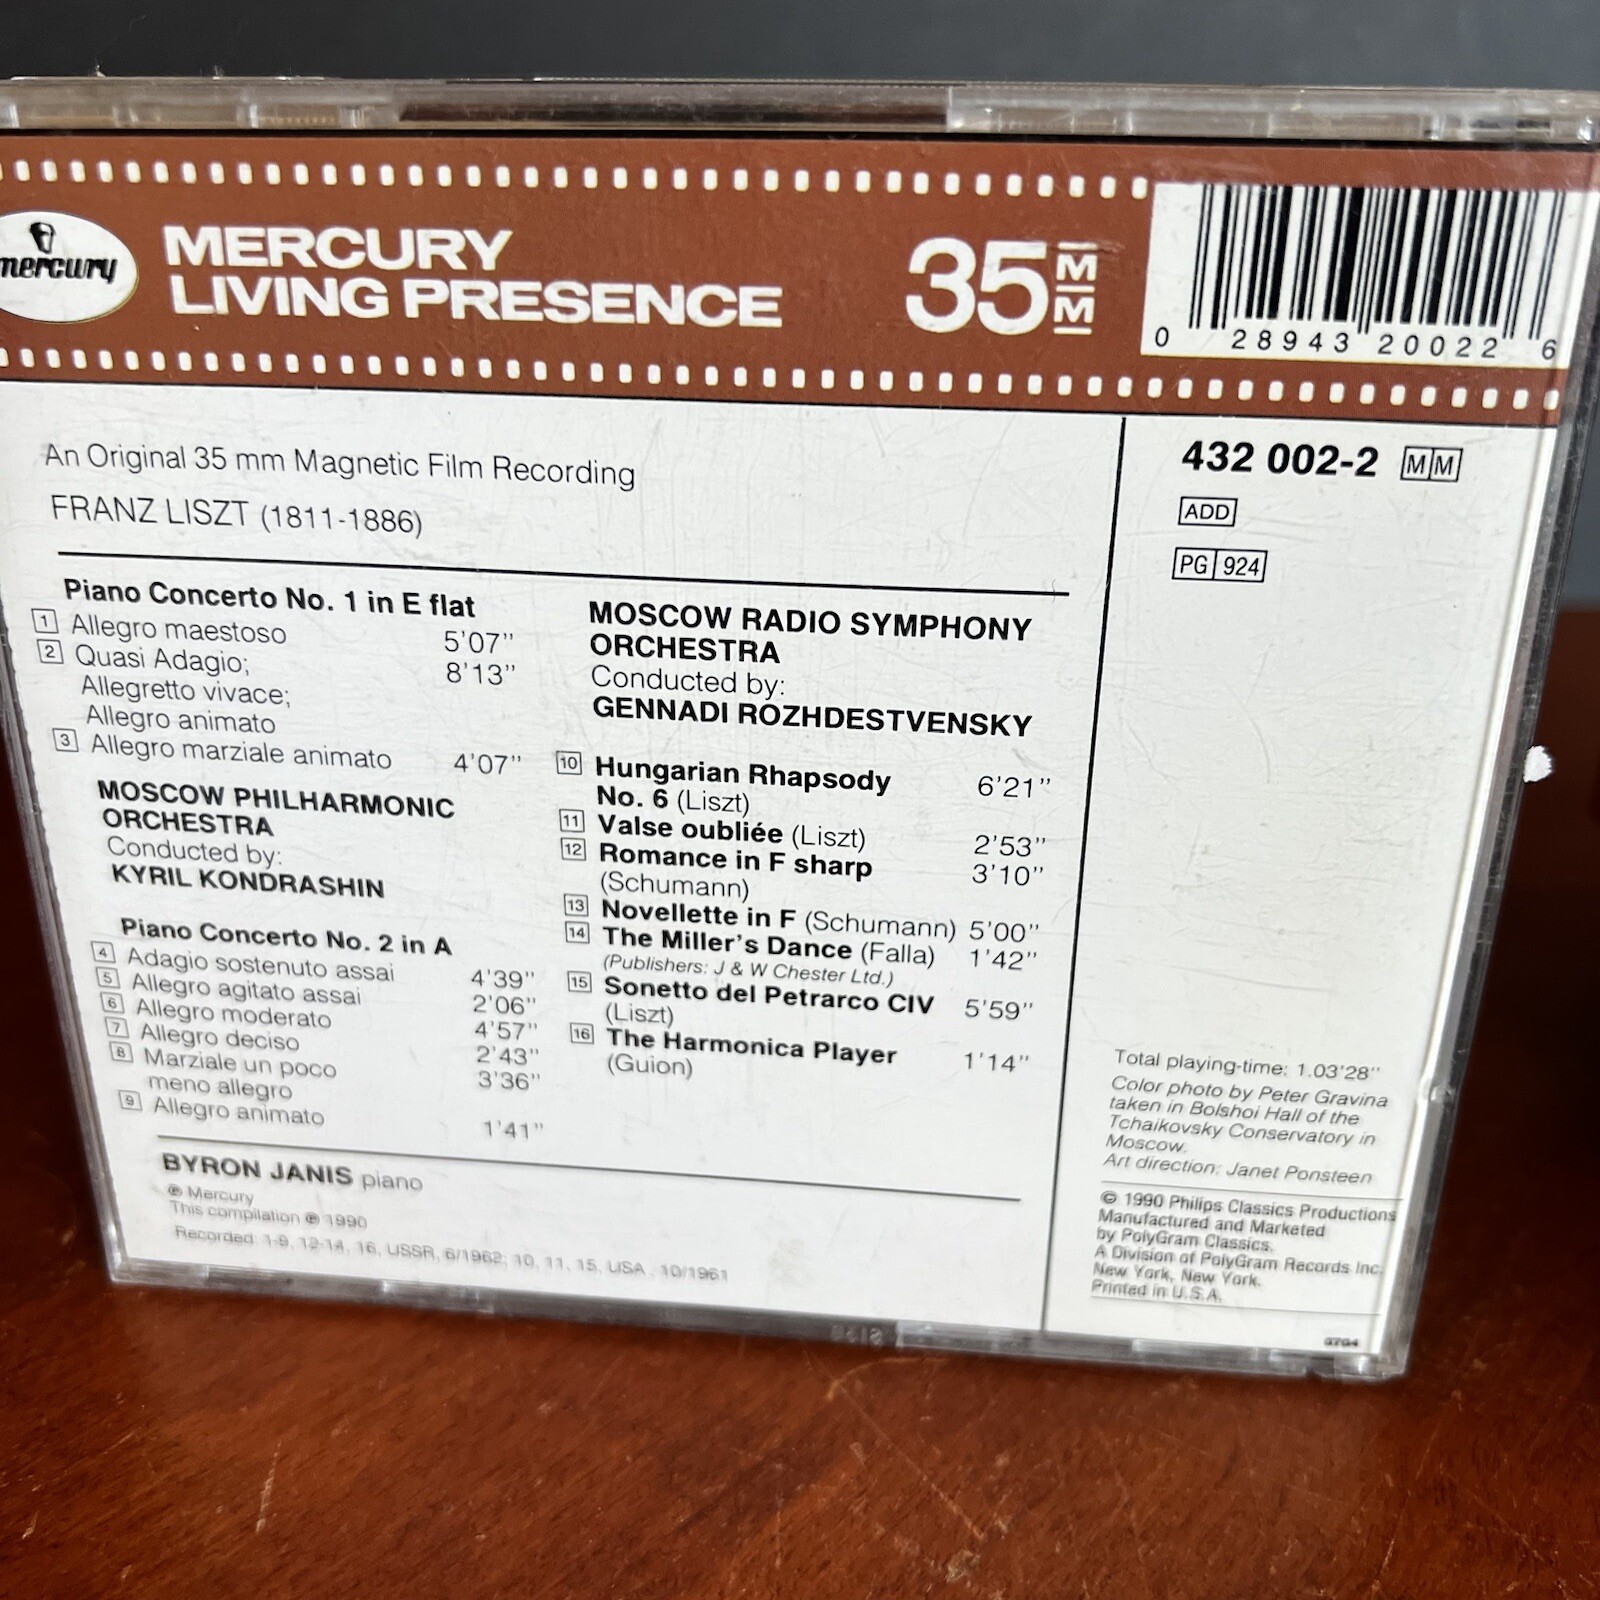 mercury
MERCURY
LIVING PRESENCE
35 MM
0 28943 20022 6
An Original 35 mm Magnetic Film Recording
FRANZ LISZT (1811-1886)
Piano Concerto No. 1 in E flat
1 Allegro maestoso 5'07"
2 Quasi Adagio; 8'13"
Allegretto vivace;
Allegro animato
3 Allegro marziale animato 4'07"
MOSCOW PHILHARMONIC
ORCHESTRA
Conducted by:
KYRIL KONDRASHIN
Piano Concerto No. 2 in A
4 Adagio sostenuto assai 4'39"
5 Allegro agitato assai 2'06"
6 Allegro moderato 4'57"
7 Allegro deciso 2'43"
8 Marziale un poco 3'36"
meno allegro
9 Allegro animato 1'41"
MOSCOW RADIO SYMPHONY
ORCHESTRA
Conducted by:
GENNADI ROZHDESTVENSKY
10 Hungarian Rhapsody 6'21"
No. 6 (Liszt)
11 Valse oubliée (Liszt) 2'53"
12 Romance in F sharp 3'10"
(Schumann)
13 Novellette in F (Schumann) 5'00"
14 The Miller's Dance (Falla) 1'42"
(Publishers: J & W Chester Ltd.)
15 Sonetto del Petrarco CIV 5'59"
(Liszt)
16 The Harmonica Player 1'14"
(Guion)
BYRON JANIS piano
℗ Mercury
This compilation ℗ 1990
Recorded: 1-9, 12-14, 16, USSR, 6/1962; 10, 11, 15, USA, 10/1961
432 002-2 MM
ADD
PG 924
Total playing-time: 1.03'28"
Color photo by Peter Gravina
taken in Bolshoi Hall of the
Tchaikovsky Conservatory in
Moscow.
Art direction: Janet Ponsteen
© 1990 Philips Classics Productions
Manufactured and Marketed
by PolyGram Classics.
A Division of PolyGram Records Inc.
New York, New York.
Printed in U.S.A.